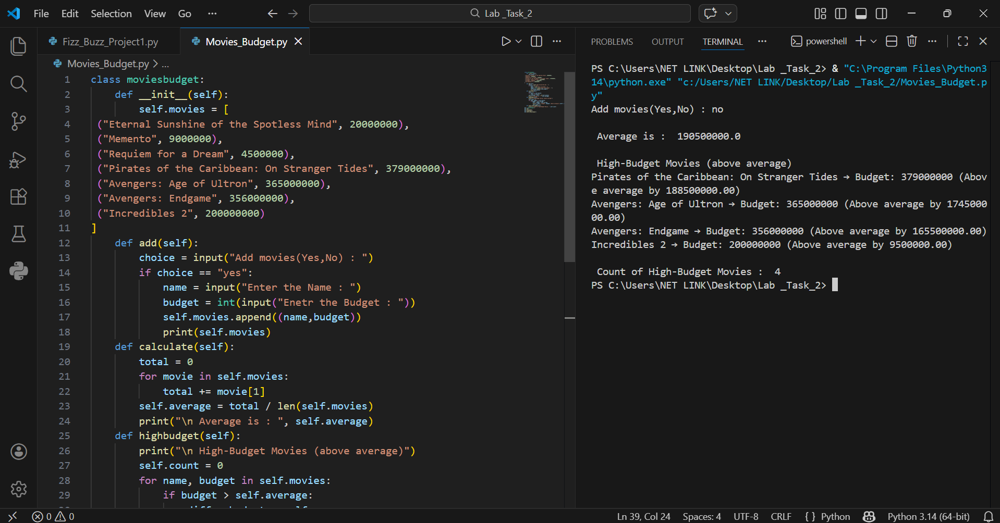 File Edit Selection View Go ··· Lab _Task_2
Fizz_Buzz_Project1.py Movies_Budget.py
Movies_Budget.py > ...
1 class moviesbudget:
2 def __init__(self):
3 self.movies = [
4 ("Eternal Sunshine of the Spotless Mind", 20000000),
5 ("Memento", 9000000),
6 ("Requiem for a Dream", 4500000),
7 ("Pirates of the Caribbean: On Stranger Tides", 379000000),
8 ("Avengers: Age of Ultron", 365000000),
9 ("Avengers: Endgame", 356000000),
10 ("Incredibles 2", 200000000)
11 ]
12 def add(self):
13 choice = input("Add movies(Yes,No) : ")
14 if choice == "yes":
15 name = input("Enter the Name : ")
16 budget = int(input("Enetr the Budget : "))
17 self.movies.append((name,budget))
18 print(self.movies)
19 def calculate(self):
20 total = 0
21 for movie in self.movies:
22 total += movie[1]
23 self.average = total / len(self.movies)
24 print("\n Average is : ", self.average)
25 def highbudget(self):
26 print("\n High-Budget Movies (above average)")
27 self.count = 0
28 for name, budget in self.movies:
29 if budget > self.average:
PROBLEMS OUTPUT TERMINAL ··· powershell
PS C:\Users\NET LINK\Desktop\Lab _Task_2> & "C:\Program Files\Python3
14\python.exe" "c:/Users/NET LINK/Desktop/Lab _Task_2/Movies_Budget.p
y"
Add movies(Yes,No) : no
Average is :  190500000.0
High-Budget Movies (above average)
Pirates of the Caribbean: On Stranger Tides → Budget: 379000000 (Abov
e average by 188500000.00)
Avengers: Age of Ultron → Budget: 365000000 (Above average by 1745000
00.00)
Avengers: Endgame → Budget: 356000000 (Above average by 165500000.00)
Incredibles 2 → Budget: 200000000 (Above average by 9500000.00)
Count of High-Budget Movies :  4
PS C:\Users\NET LINK\Desktop\Lab _Task_2>
0 0 Ln 39, Col 24 Spaces: 4 UTF-8 CRLF {} Python Python 3.14 (64-bit)